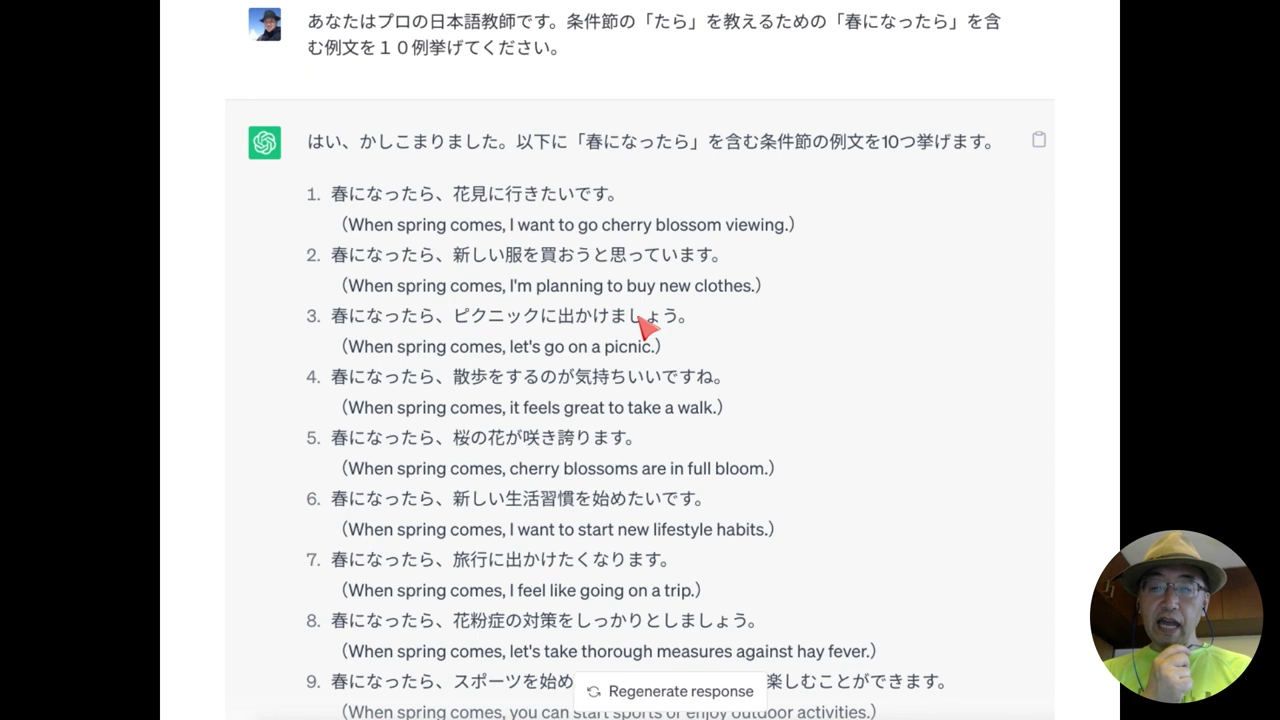 あなたはプロの日本語教師です。条件節の「たら」を教えるための「春になったら」を含
む例文を１０例挙げてください。
はい、かしこまりました。以下に「春になったら」を含む条件節の例文を10つ挙げます。
1. 春になったら、花見に行きたいです。
（When spring comes, I want to go cherry blossom viewing.）
2. 春になったら、新しい服を買おうと思っています。
（When spring comes, I'm planning to buy new clothes.）
3. 春になったら、ピクニックに出かけましょう。
（When spring comes, let's go on a picnic.）
4. 春になったら、散歩をするのが気持ちいいですね。
（When spring comes, it feels great to take a walk.）
5. 春になったら、桜の花が咲き誇ります。
（When spring comes, cherry blossoms are in full bloom.）
6. 春になったら、新しい生活習慣を始めたいです。
（When spring comes, I want to start new lifestyle habits.）
7. 春になったら、旅行に出かけたくなります。
（When spring comes, I feel like going on a trip.）
8. 春になったら、花粉症の対策をしっかりとしましょう。
（When spring comes, let's take thorough measures against hay fever.）
9. 春になったら、スポーツを始め 楽しむことができます。
Regenerate response
（When spring comes, you can start sports or enjoy outdoor activities.）